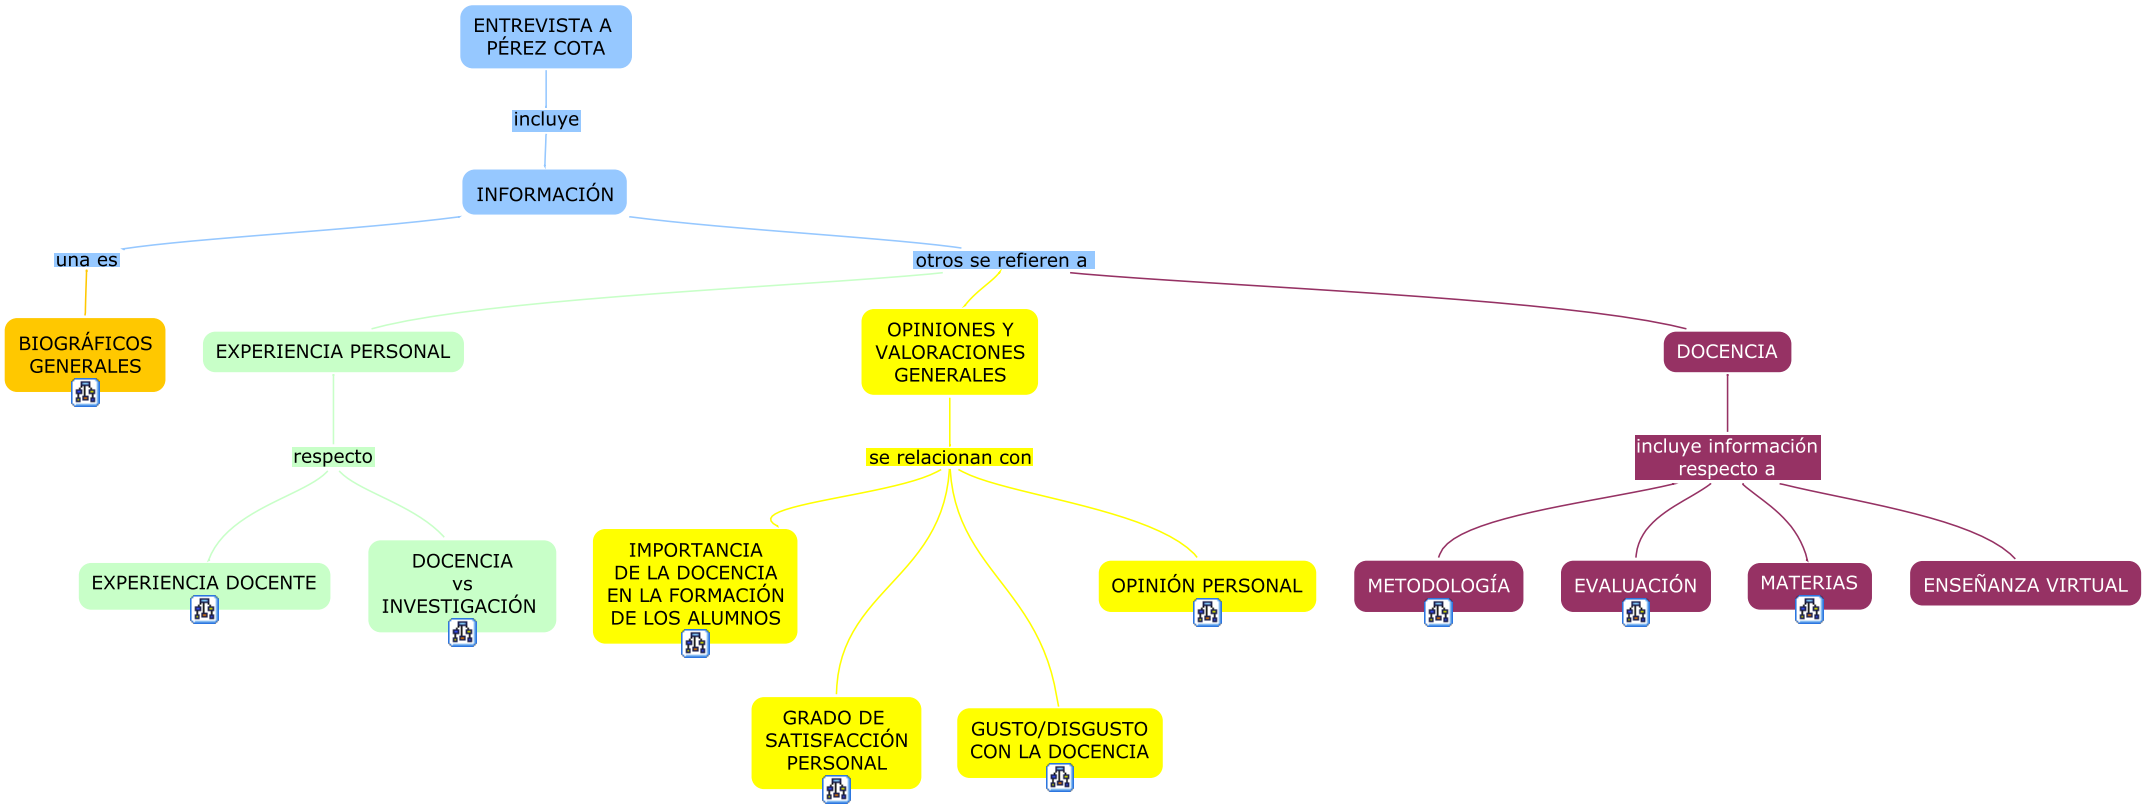 ENTREVISTA A
PÉREZ COTA
incluye
INFORMACIÓN
una es
otros se refieren a
BIOGRÁFICOS
GENERALES
EXPERIENCIA PERSONAL
OPINIONES Y
VALORACIONES
GENERALES
DOCENCIA
respecto
se relacionan con
incluye información
respecto a
EXPERIENCIA DOCENTE
DOCENCIA
vs
INVESTIGACIÓN
IMPORTANCIA
DE LA DOCENCIA
EN LA FORMACIÓN
DE LOS ALUMNOS
OPINIÓN PERSONAL
METODOLOGÍA
EVALUACIÓN
MATERIAS
ENSEÑANZA VIRTUAL
GRADO DE
SATISFACCIÓN
PERSONAL
GUSTO/DISGUSTO
CON LA DOCENCIA